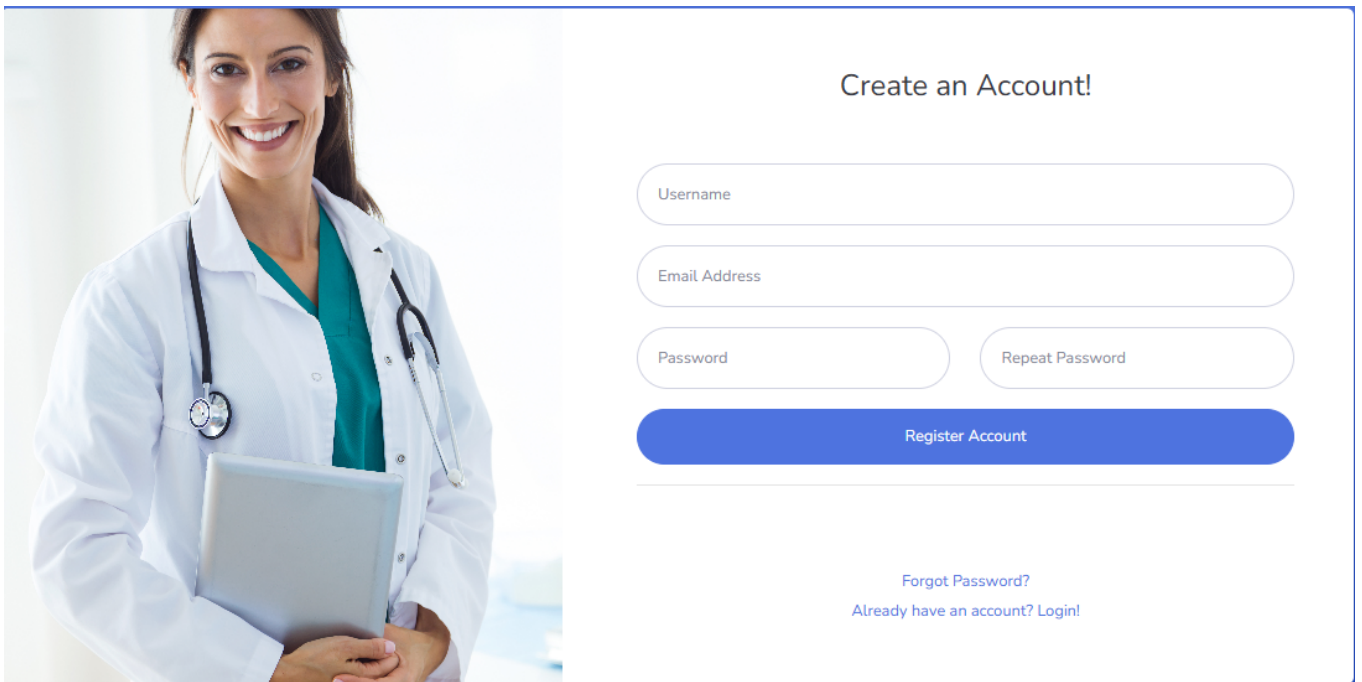 Create an Account!
Username
Email Address
Password
Repeat Password
Register Account
Forgot Password?
Already have an account? Login!